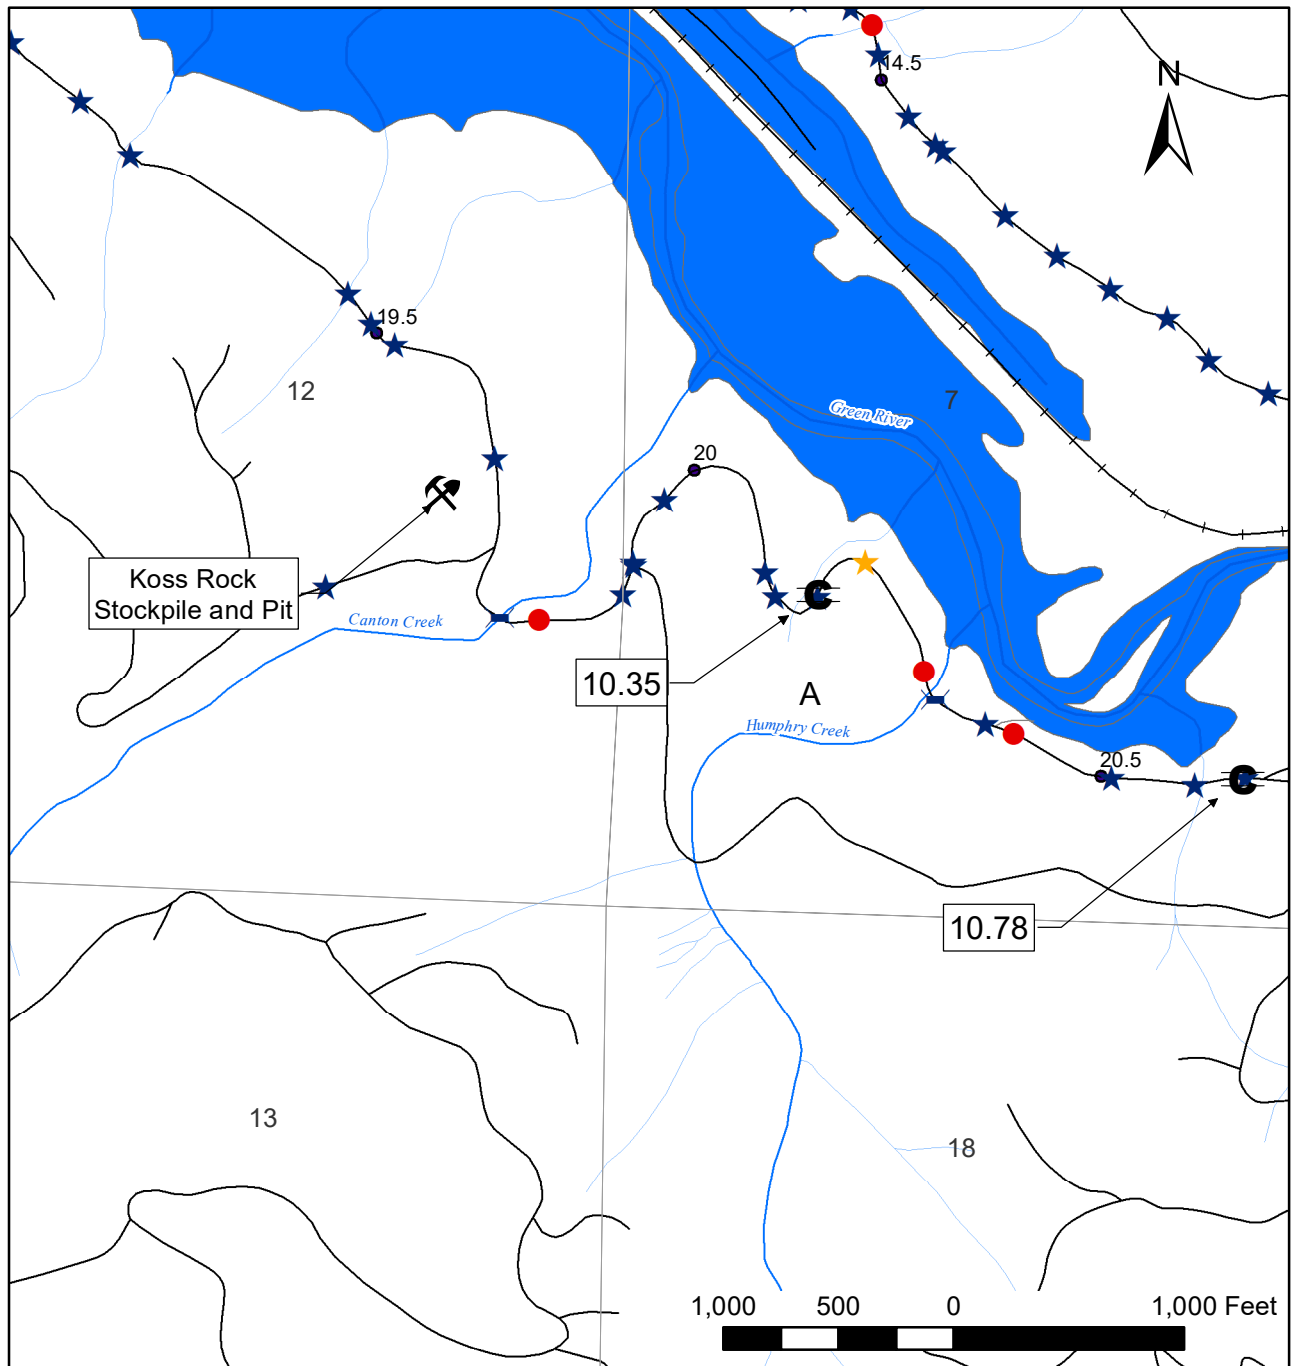 14.5
N
19.5
12
Green River
7
20
Koss Rock
Stockpile and Pit
Canton Creek
C
10.35
A
Humphry Creek
20.5
C
10.78
13
18
1,000 500 0 1,000 Feet